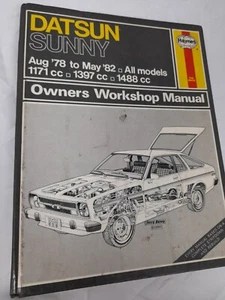 DATSUN
SUNNY
Haynes
Aug '78 to May '82 □ All models
1171 cc □ 1397 cc □ 1488 cc
Owners Workshop Manual